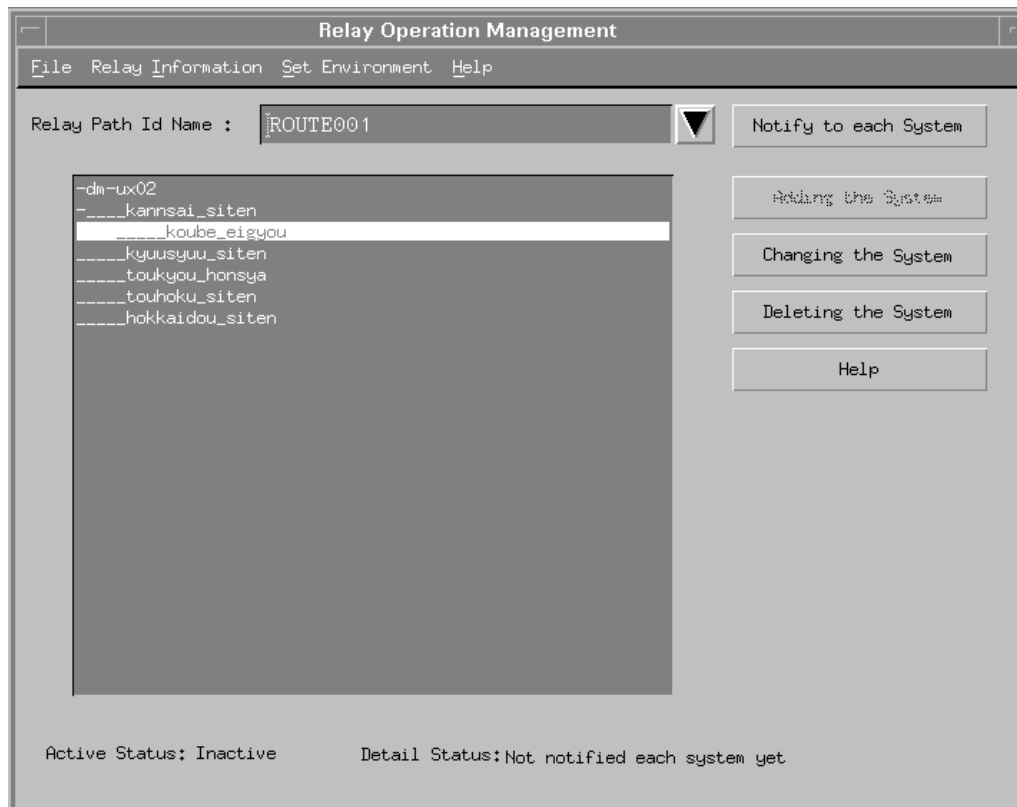 Relay Operation Management
File Relay Information Set Environment Help
Relay Path Id Name : ROUTE001
Notify to each System
-dm-ux02
-____kannsai_siten
_____koube_eigyou
_____kyuusyuu_siten
_____toukyou_honsya
_____touhoku_siten
_____hokkaidou_siten
Adding the System
Changing the System
Deleting the System
Help
Active Status: Inactive Detail Status: Not notified each system yet